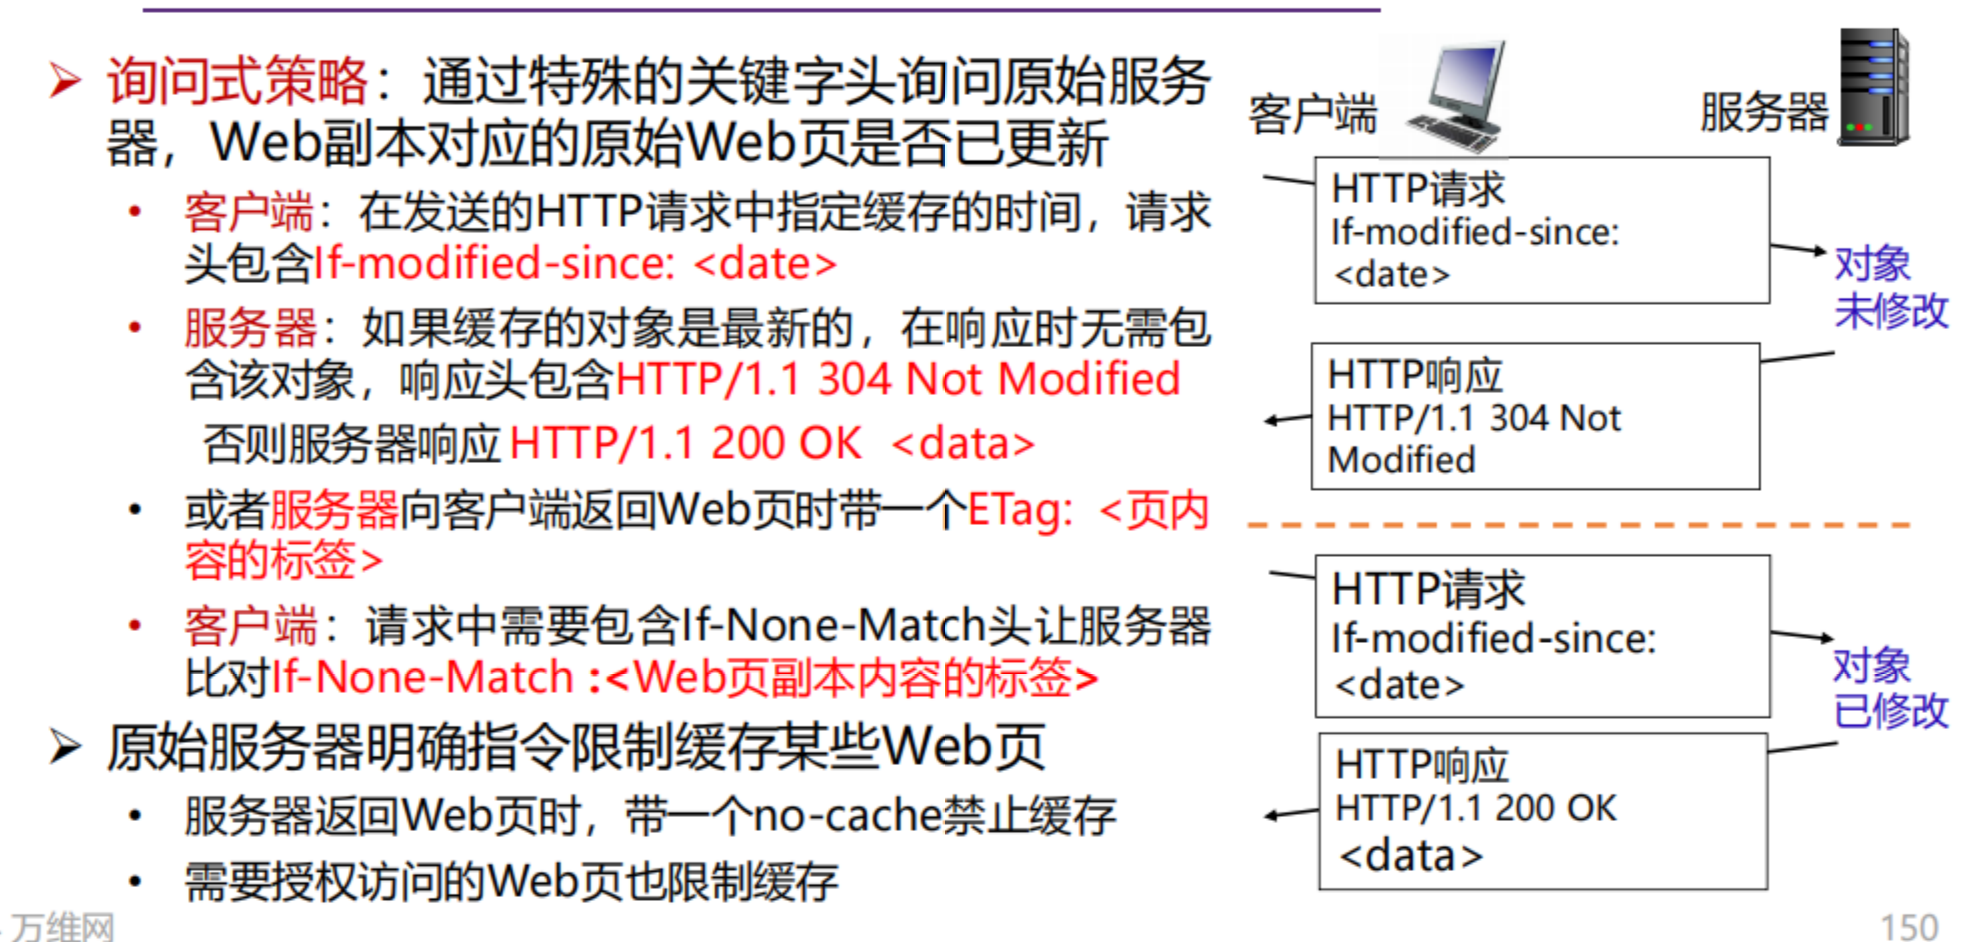 ➢ 询问式策略：通过特殊的关键字头询问原始服务
器，Web副本对应的原始Web页是否已更新
• 客户端：在发送的HTTP请求中指定缓存的时间，请求
头包含If-modified-since: <date>
• 服务器：如果缓存的对象是最新的，在响应时无需包
含该对象，响应头包含HTTP/1.1 304 Not Modified
否则服务器响应 HTTP/1.1 200 OK <data>
• 或者服务器向客户端返回Web页时带一个ETag: <页内
容的标签>
• 客户端：请求中需要包含If-None-Match头让服务器
比对If-None-Match :<Web页副本内容的标签>
➢ 原始服务器明确指令限制缓存某些Web页
• 服务器返回Web页时，带一个no-cache禁止缓存
• 需要授权访问的Web页也限制缓存
客户端
服务器
HTTP请求
If-modified-since:
<date>
对象
未修改
HTTP响应
HTTP/1.1 304 Not
Modified
HTTP请求
If-modified-since:
<date>
对象
已修改
HTTP响应
HTTP/1.1 200 OK
<data>
万维网
150